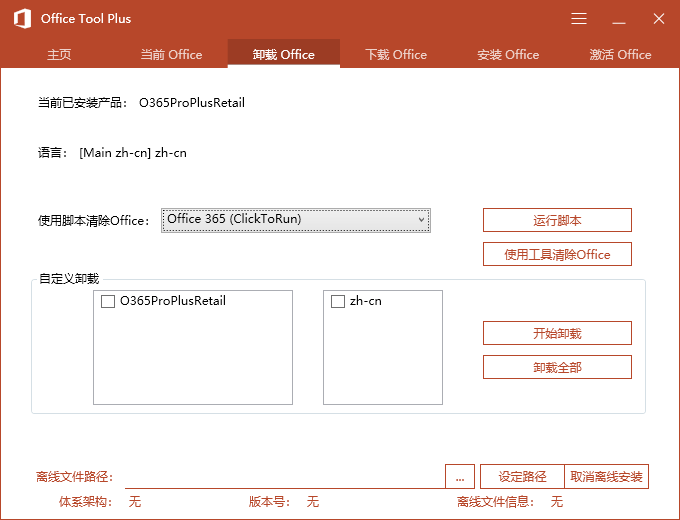 Office Tool Plus
主页 当前 Office 卸载 Office 下载 Office 安装 Office 激活 Office
当前已安装产品： O365ProPlusRetail
语言： [Main zh-cn] zh-cn
使用脚本清除Office： Office 365 (ClickToRun) 运行脚本
使用工具清除Office
自定义卸载
O365ProPlusRetail zh-cn
开始卸载
卸载全部
离线文件路径： ... 设定路径 取消离线安装
体系架构： 无 版本号： 无 离线文件信息： 无